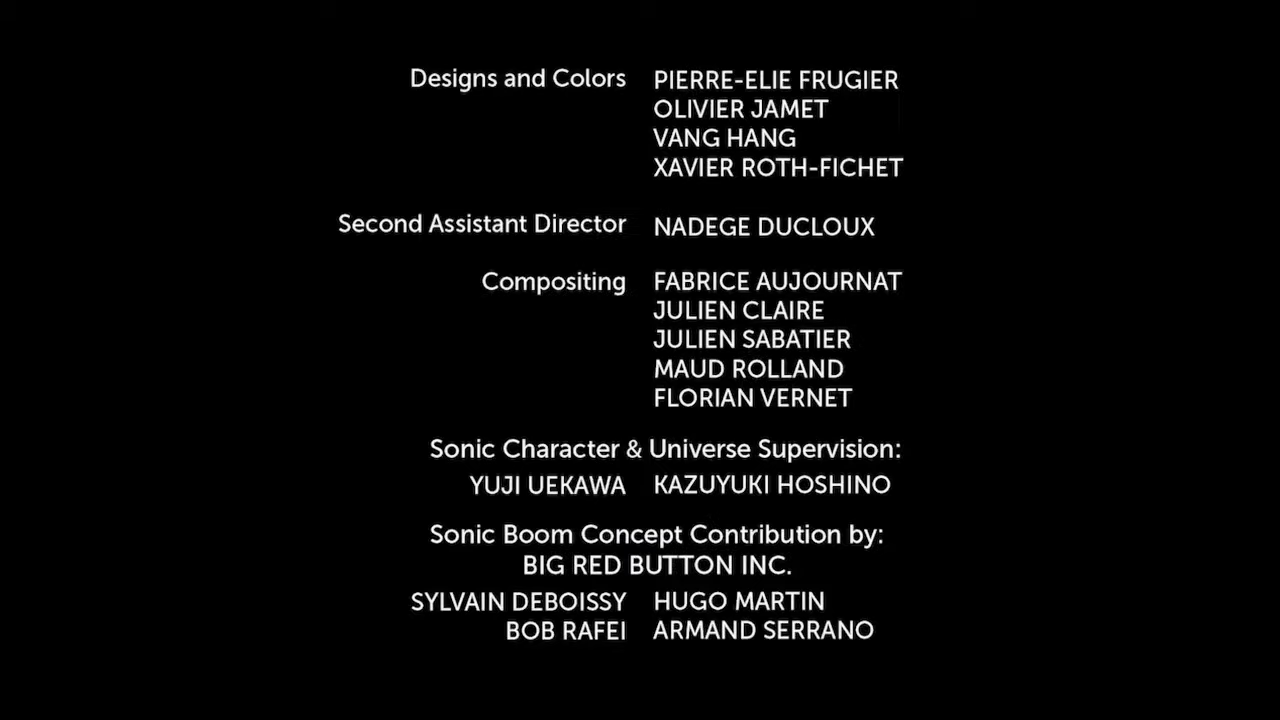 Designs and Colors PIERRE-ELIE FRUGIER
OLIVIER JAMET
VANG HANG
XAVIER ROTH-FICHET
Second Assistant Director NADEGE DUCLOUX
Compositing FABRICE AUJOURNAT
JULIEN CLAIRE
JULIEN SABATIER
MAUD ROLLAND
FLORIAN VERNET
Sonic Character & Universe Supervision:
YUJI UEKAWA KAZUYUKI HOSHINO
Sonic Boom Concept Contribution by:
BIG RED BUTTON INC.
SYLVAIN DEBOISSY HUGO MARTIN
BOB RAFEI ARMAND SERRANO